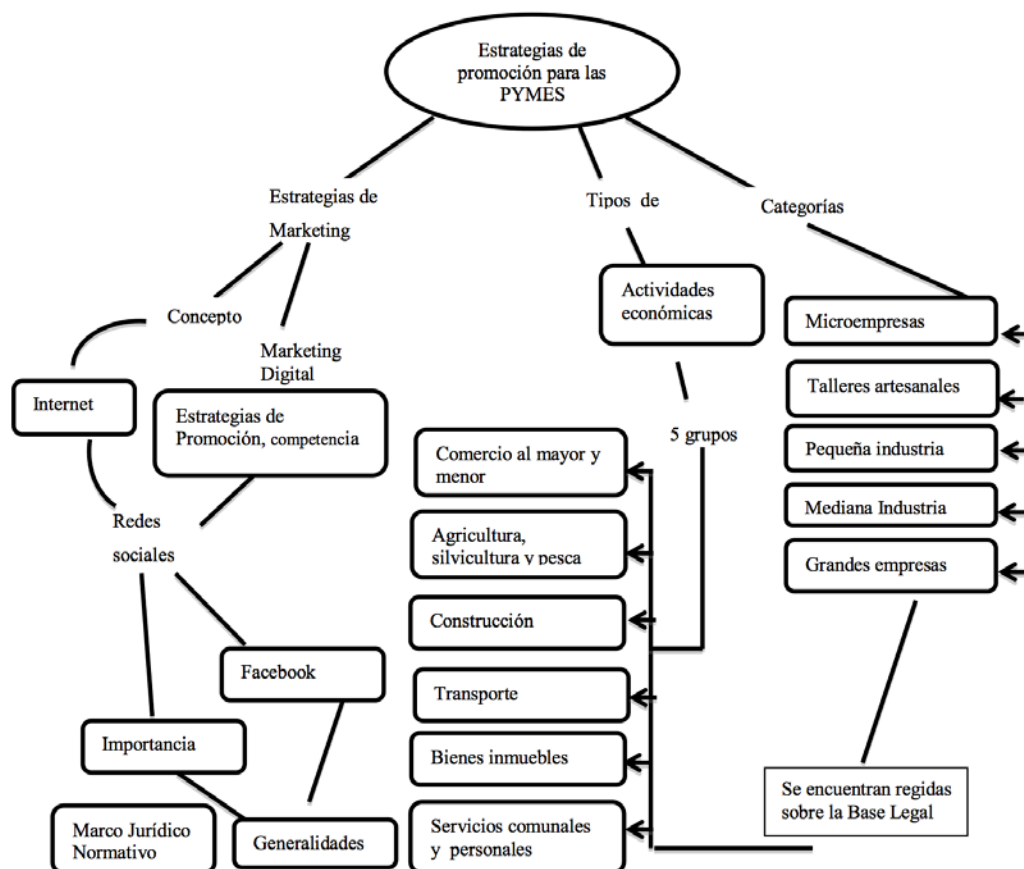 Estrategias de
promoción para las
PYMES
Estrategias de
Marketing
Tipos de
Categorías
Concepto
Marketing
Digital
Actividades
económicas
Microempresas
Internet
Estrategias de
Promoción, competencia
Talleres artesanales
5 grupos
Comercio al mayor y
menor
Pequeña industria
Mediana Industria
Redes
sociales
Agricultura,
silvicultura y pesca
Grandes empresas
Construcción
Facebook
Transporte
Importancia
Bienes inmuebles
Se encuentran regidas
sobre la Base Legal
Marco Jurídico
Normativo
Generalidades
Servicios comunales
y personales